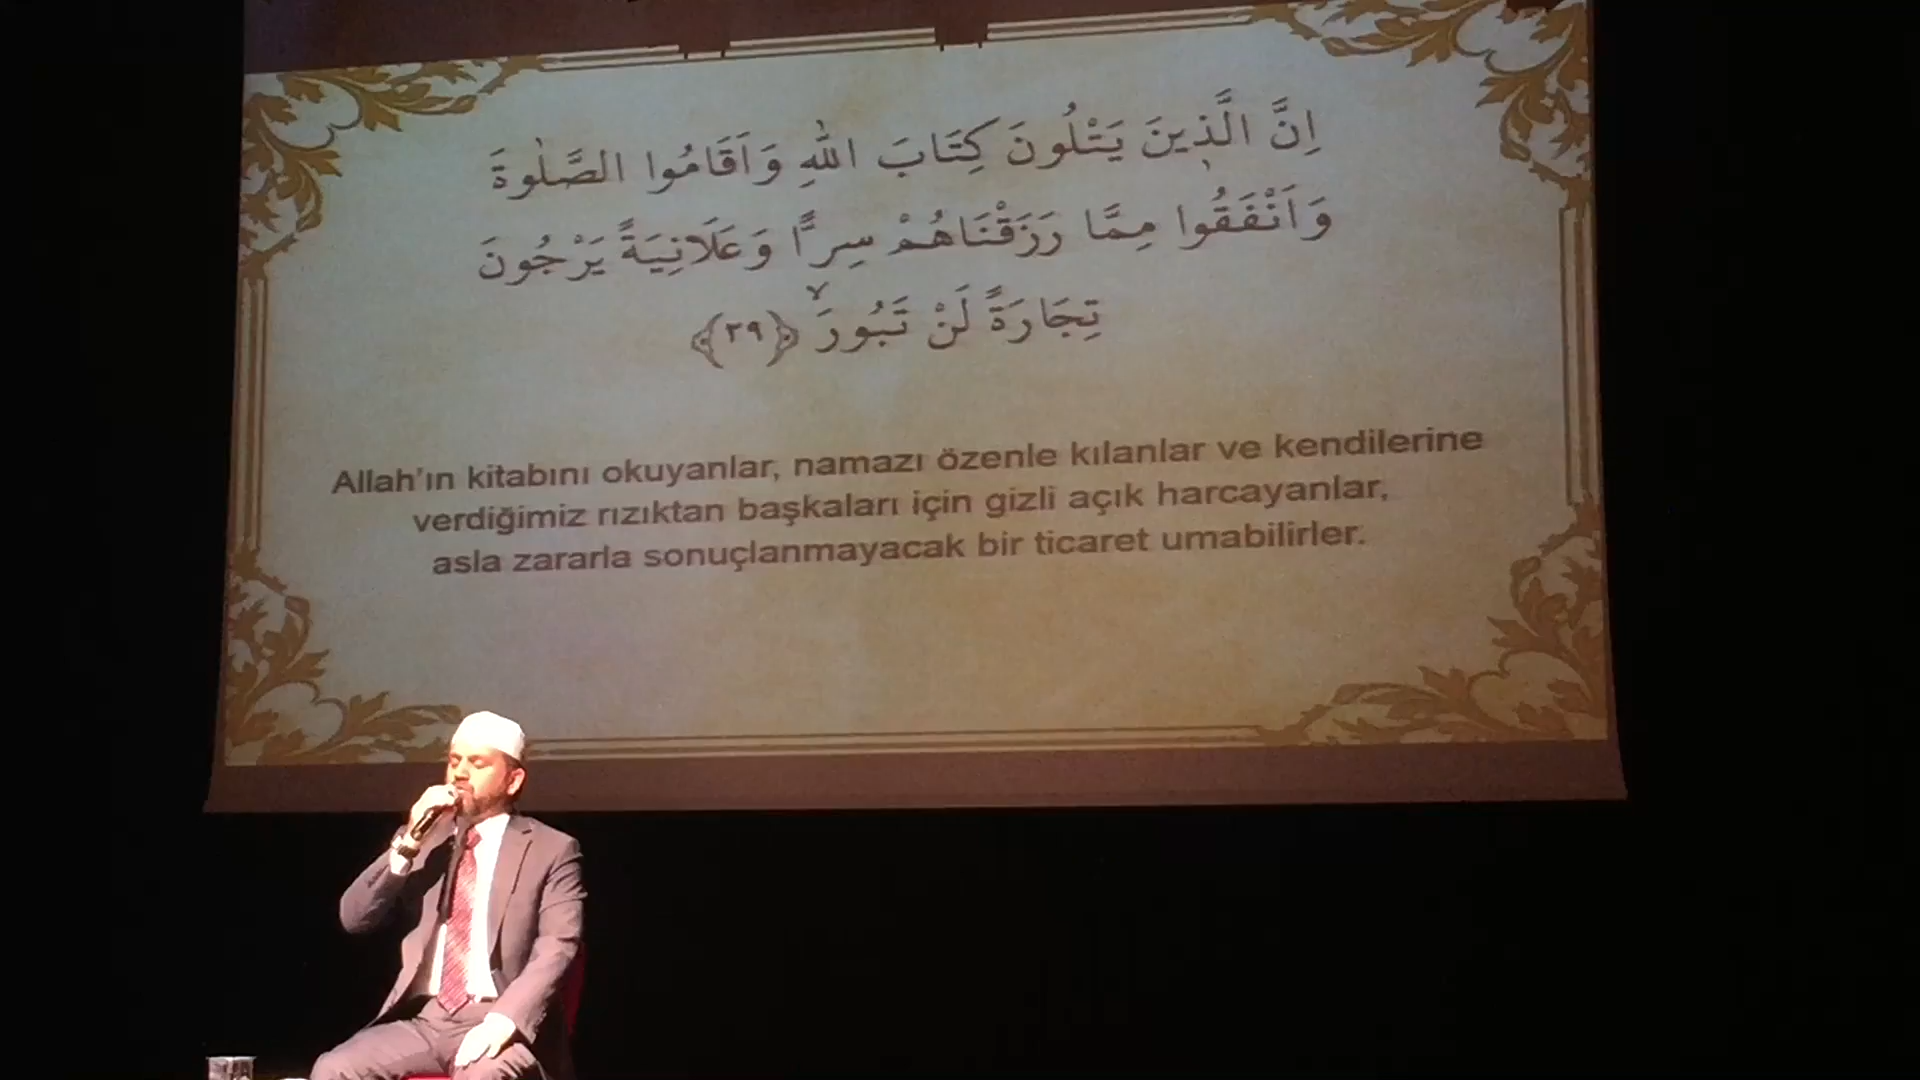 اِنَّ الَّذٖينَ يَتْلُونَ كِتَابَ اللّٰهِ وَاَقَامُوا الصَّلٰوةَ
وَاَنْفَقُوا مِمَّا رَزَقْنَاهُمْ سِرًّا وَعَلَانِيَةً يَرْجُونَ
تِجَارَةً لَنْ تَبُورَۙ ﴿٢٩﴾
Allah’ın kitabını okuyanlar, namazı özenle kılanlar ve kendilerine
verdiğimiz rızıktan başkaları için gizli açık harcayanlar,
asla zararla sonuçlanmayacak bir ticaret umabilirler.